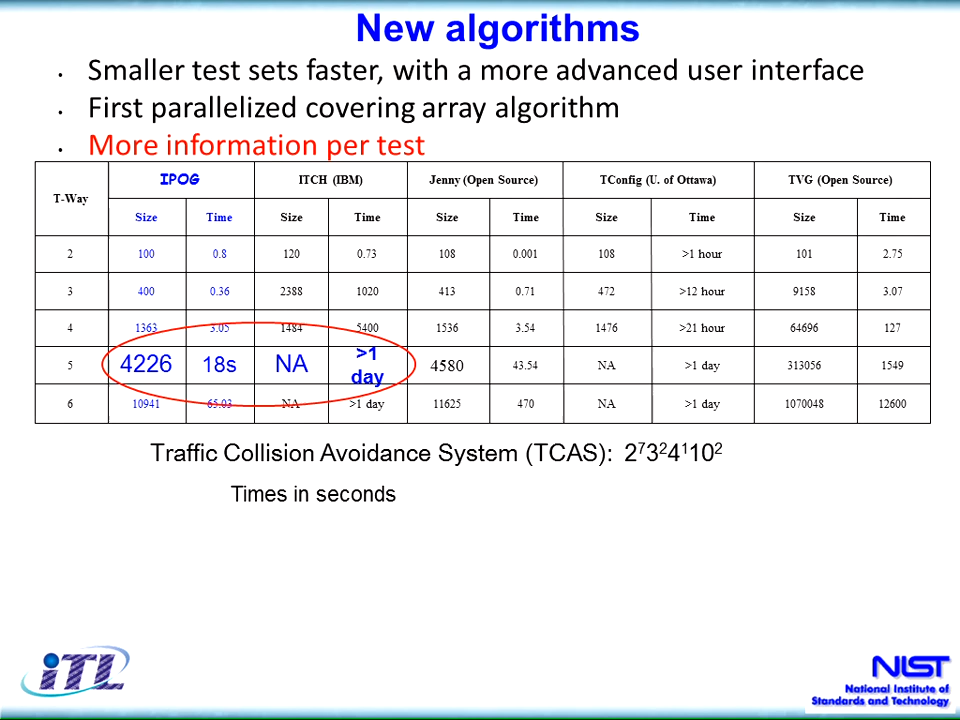 New algorithms
• Smaller test sets faster, with a more advanced user interface
• First parallelized covering array algorithm
• More information per test
T-Way IPOG ITCH (IBM) Jenny (Open Source) TConfig (U. of Ottawa) TVG (Open Source)
Size Time Size Time Size Time Size Time Size Time
2 100 0.8 120 0.73 108 0.001 108 >1 hour 101 2.75
3 400 0.36 2388 1020 413 0.71 472 >12 hour 9158 3.07
4 1363 3.05 1484 5400 1536 3.54 1476 >21 hour 64696 127
5 4226 18s NA >1 day 4580 43.54 NA >1 day 313056 1549
6 10941 65.03 NA >1 day 11625 470 NA >1 day 1070048 12600
Traffic Collision Avoidance System (TCAS): 2⁷3²4¹10²
Times in seconds
iTL
NIST
National Institute of
Standards and Technology